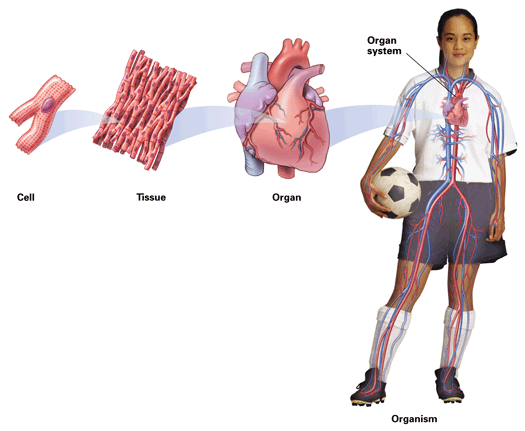 Organ
system
Cell
Tissue
Organ
Organism